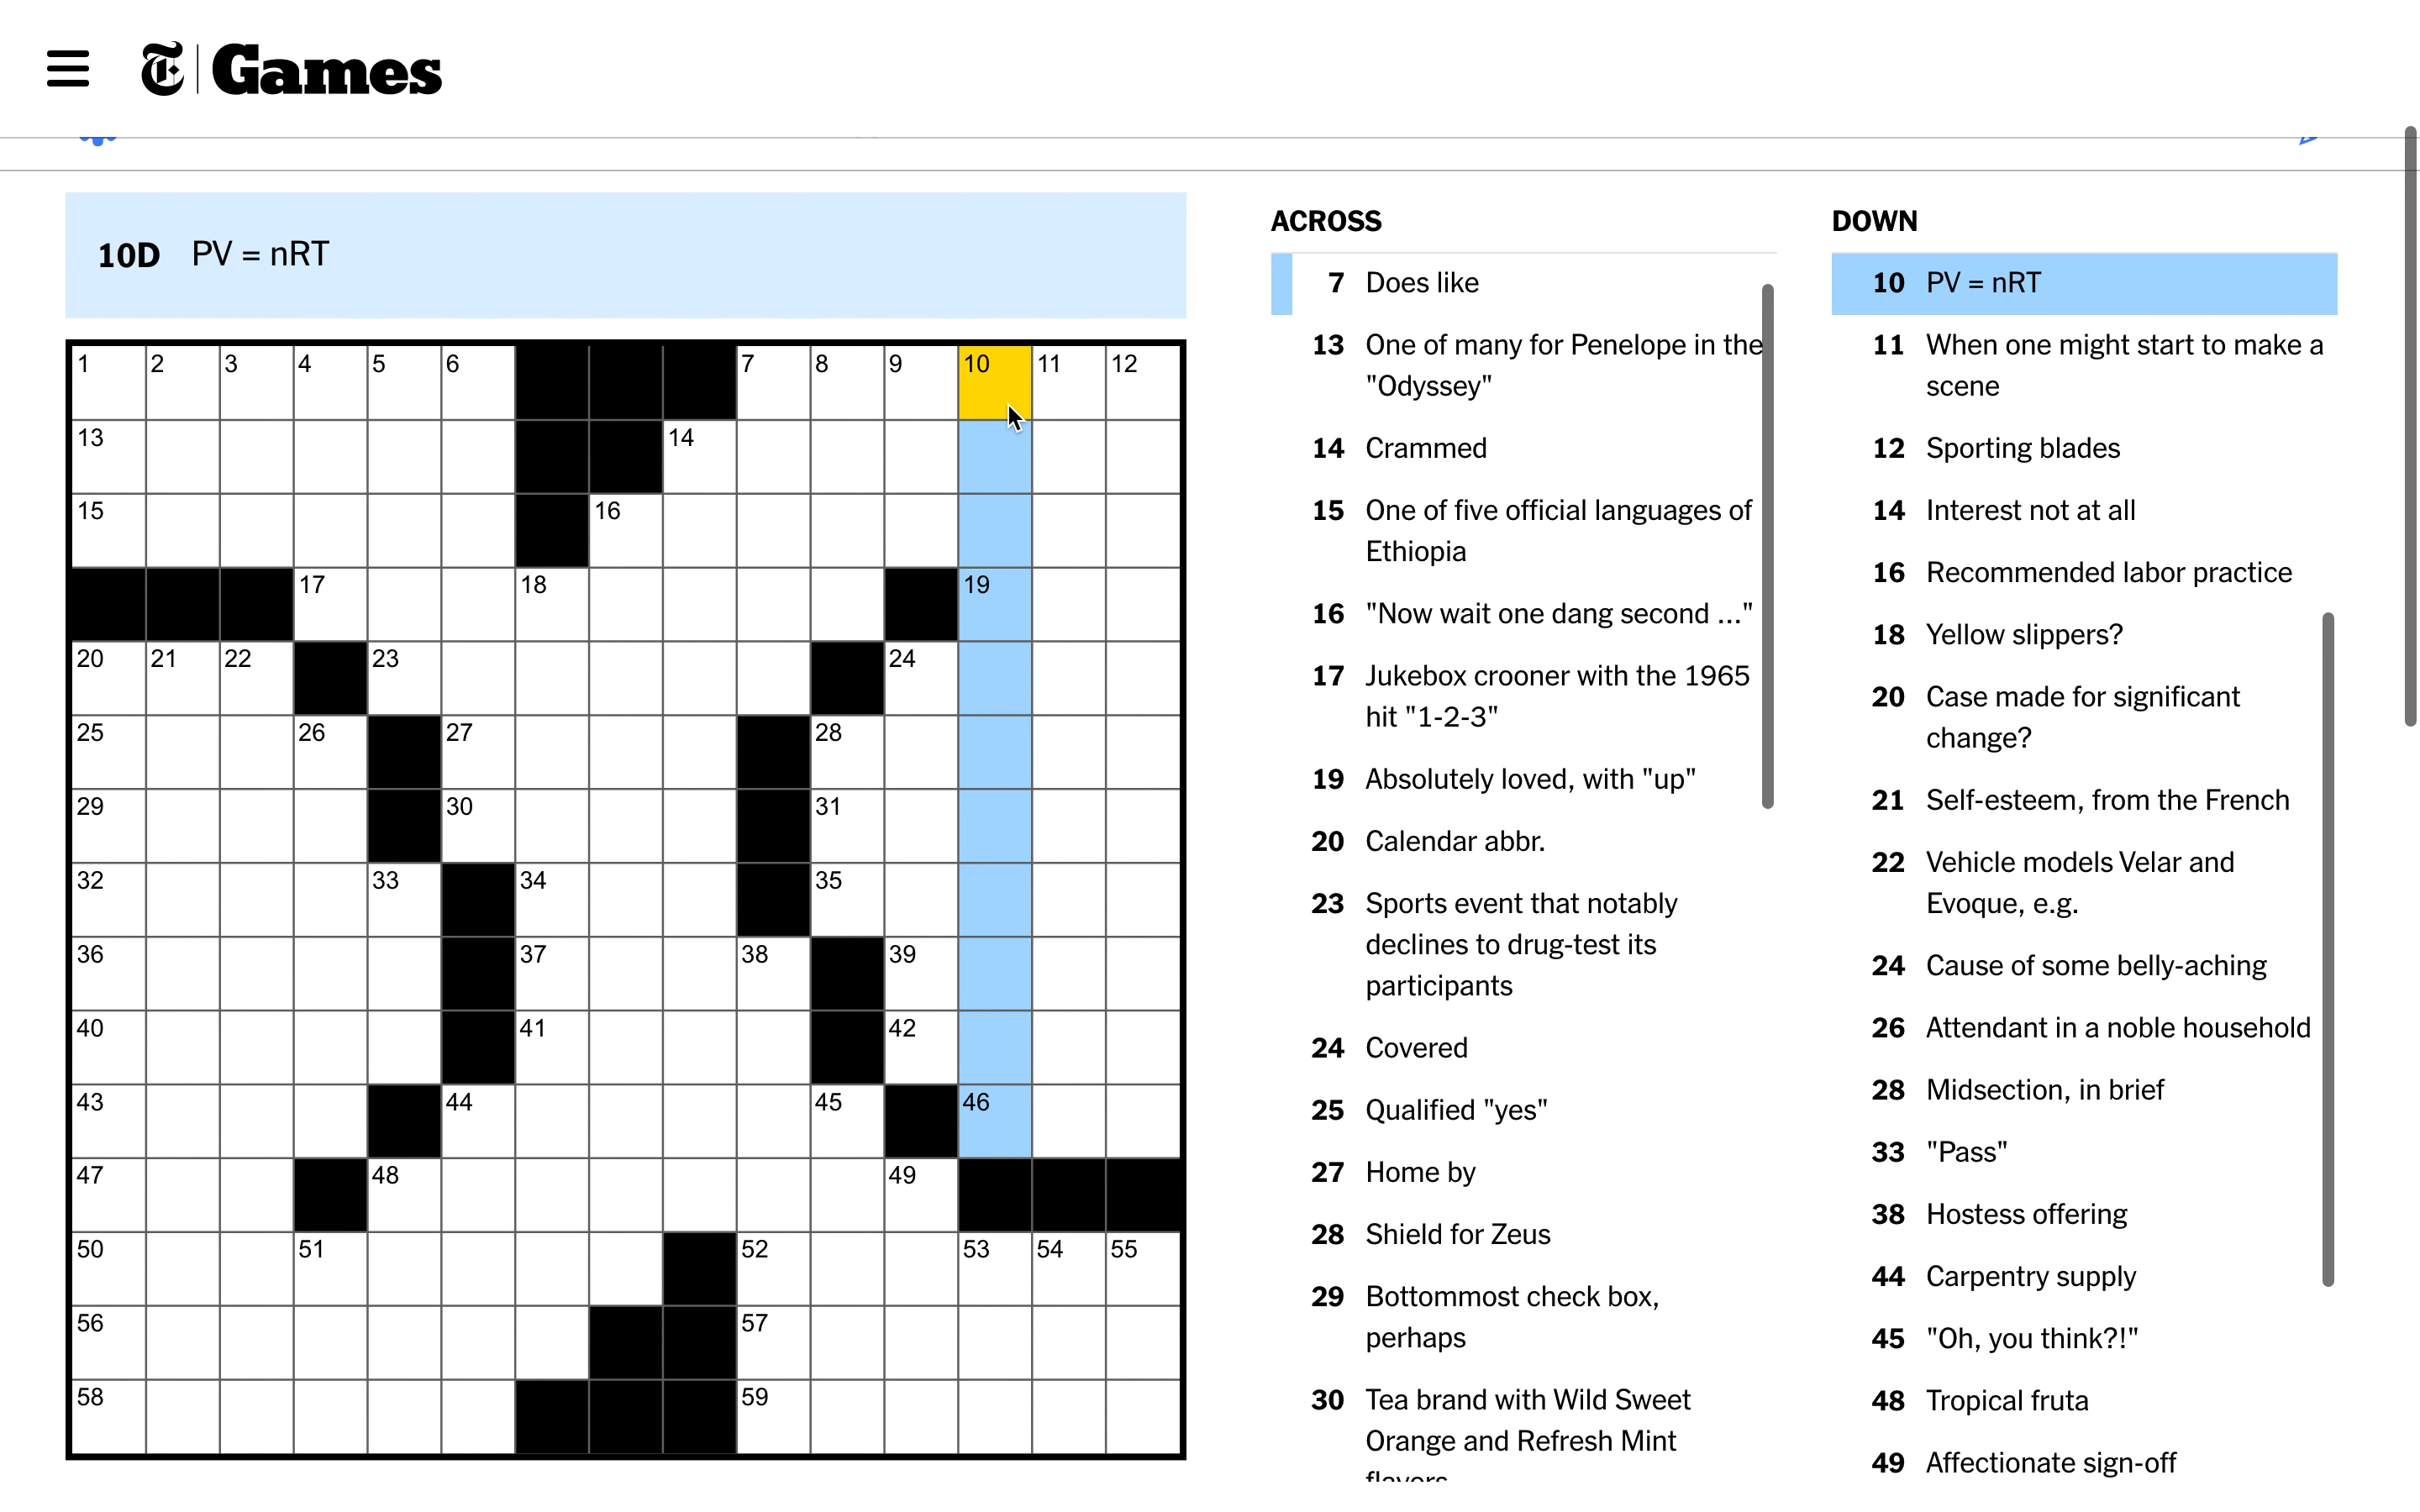 T Games
10D PV = nRT
1 2 3 4 5 6 7 8 9 10 11 12
13 14
15 16
17 18 19
20 21 22 23 24
25 26 27 28
29 30 31
32 33 34 35
36 37 38 39
40 41 42
43 44 45 46
47 48 49
50 51 52 53 54 55
56 57
58 59
ACROSS
7 Does like
13 One of many for Penelope in the
"Odyssey"
14 Crammed
15 One of five official languages of
Ethiopia
16 "Now wait one dang second ..."
17 Jukebox crooner with the 1965
hit "1-2-3"
19 Absolutely loved, with "up"
20 Calendar abbr.
23 Sports event that notably
declines to drug-test its
participants
24 Covered
25 Qualified "yes"
27 Home by
28 Shield for Zeus
29 Bottommost check box,
perhaps
30 Tea brand with Wild Sweet
Orange and Refresh Mint
flavors
DOWN
10 PV = nRT
11 When one might start to make a
scene
12 Sporting blades
14 Interest not at all
16 Recommended labor practice
18 Yellow slippers?
20 Case made for significant
change?
21 Self-esteem, from the French
22 Vehicle models Velar and
Evoque, e.g.
24 Cause of some belly-aching
26 Attendant in a noble household
28 Midsection, in brief
33 "Pass"
38 Hostess offering
44 Carpentry supply
45 "Oh, you think?!"
48 Tropical fruta
49 Affectionate sign-off